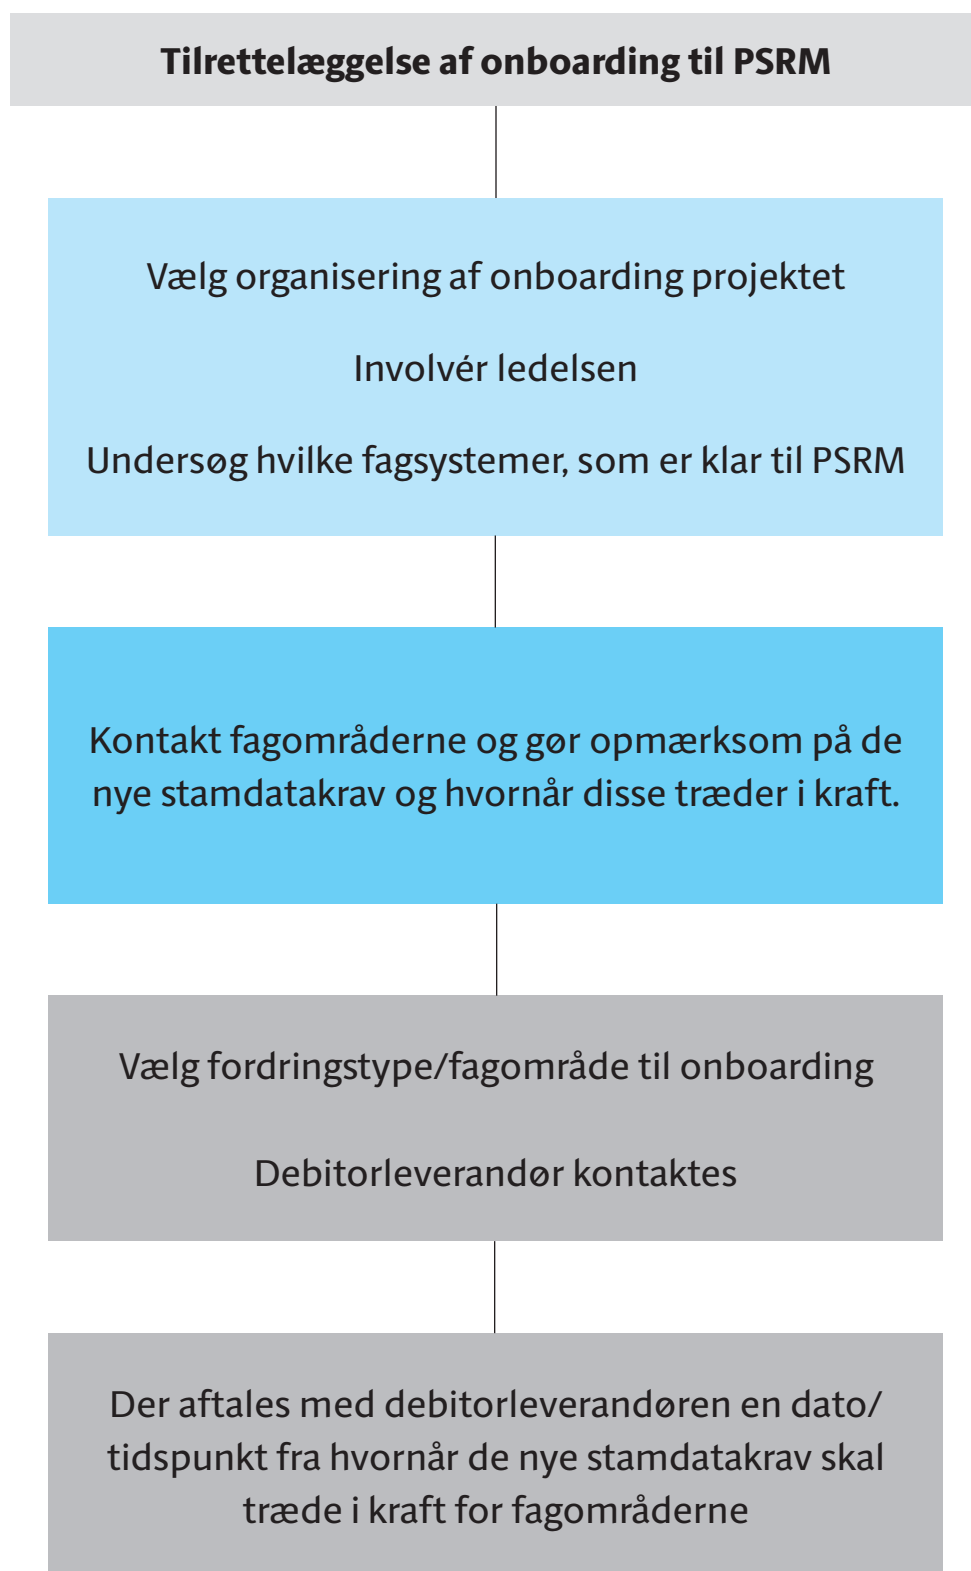 Tilrettelæggelse af onboarding til PSRM
Vælg organisering af onboarding projektet
Involvér ledelsen
Undersøg hvilke fagsystemer, som er klar til PSRM
Kontakt fagområderne og gør opmærksom på de
nye stamdatakrav og hvornår disse træder i kraft.
Vælg fordringstype/fagområde til onboarding
Debitorleverandør kontaktes
Der aftales med debitorleverandøren en dato/
tidspunkt fra hvornår de nye stamdatakrav skal
træde i kraft for fagområderne